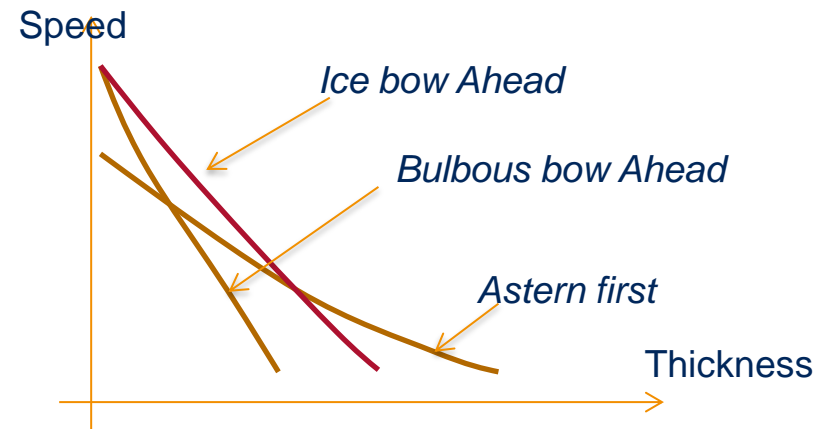 Speed
Ice bow Ahead
Bulbous bow Ahead
Astern first
Thickness